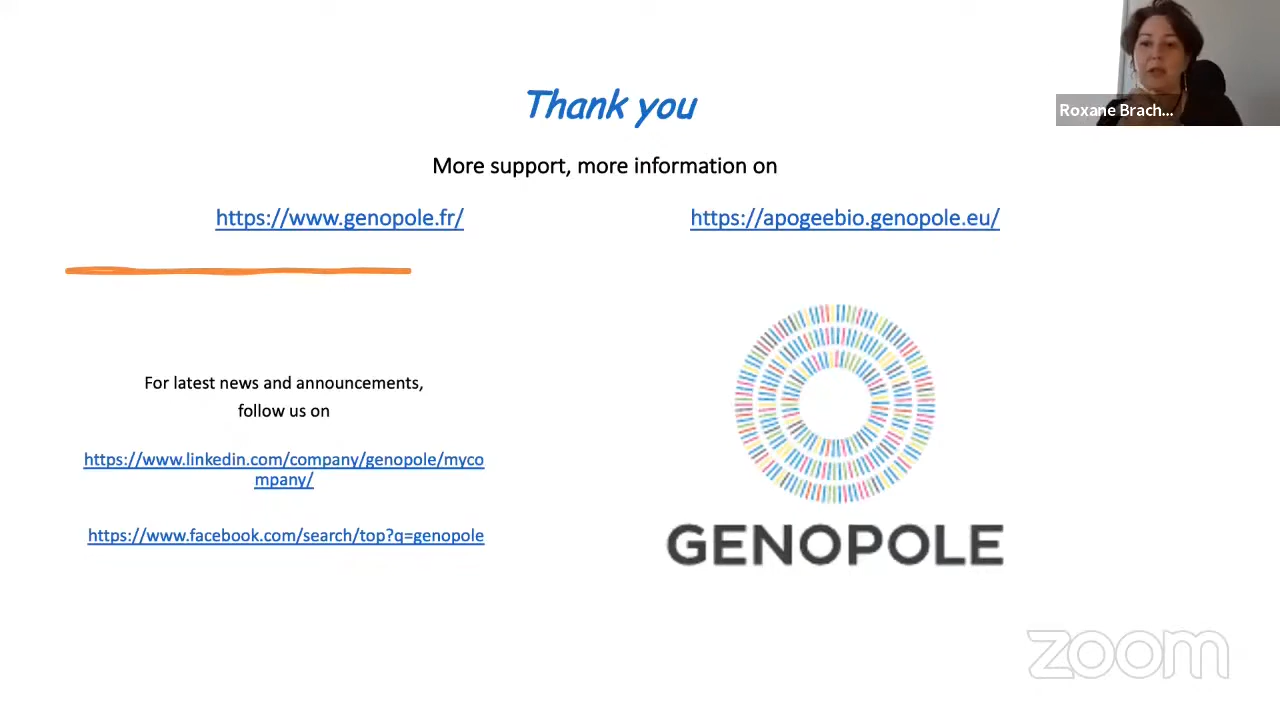 Thank you
Roxane Brach...
More support, more information on
https://www.genopole.fr/
https://apogeebio.genopole.eu/
For latest news and announcements,
follow us on
https://www.linkedin.com/company/genopole/myco
mpany/
https://www.facebook.com/search/top?q=genopole
GENOPOLE
zoom